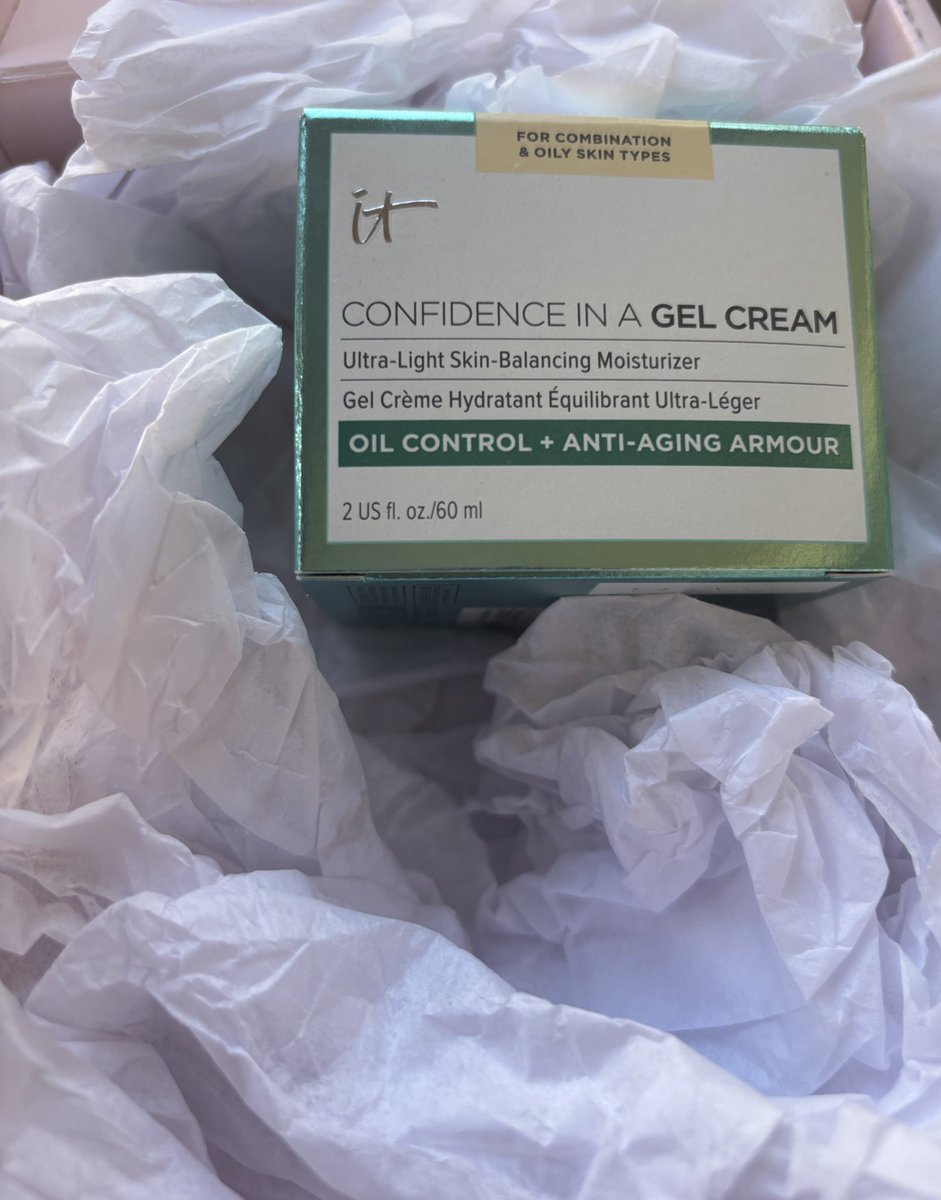 FOR COMBINATION
& OILY SKIN TYPES
it
CONFIDENCE IN A GEL CREAM
Ultra-Light Skin-Balancing Moisturizer
Gel Crème Hydratant Équilibrant Ultra-Léger
OIL CONTROL + ANTI-AGING ARMOUR
2 US fl. oz./60 ml